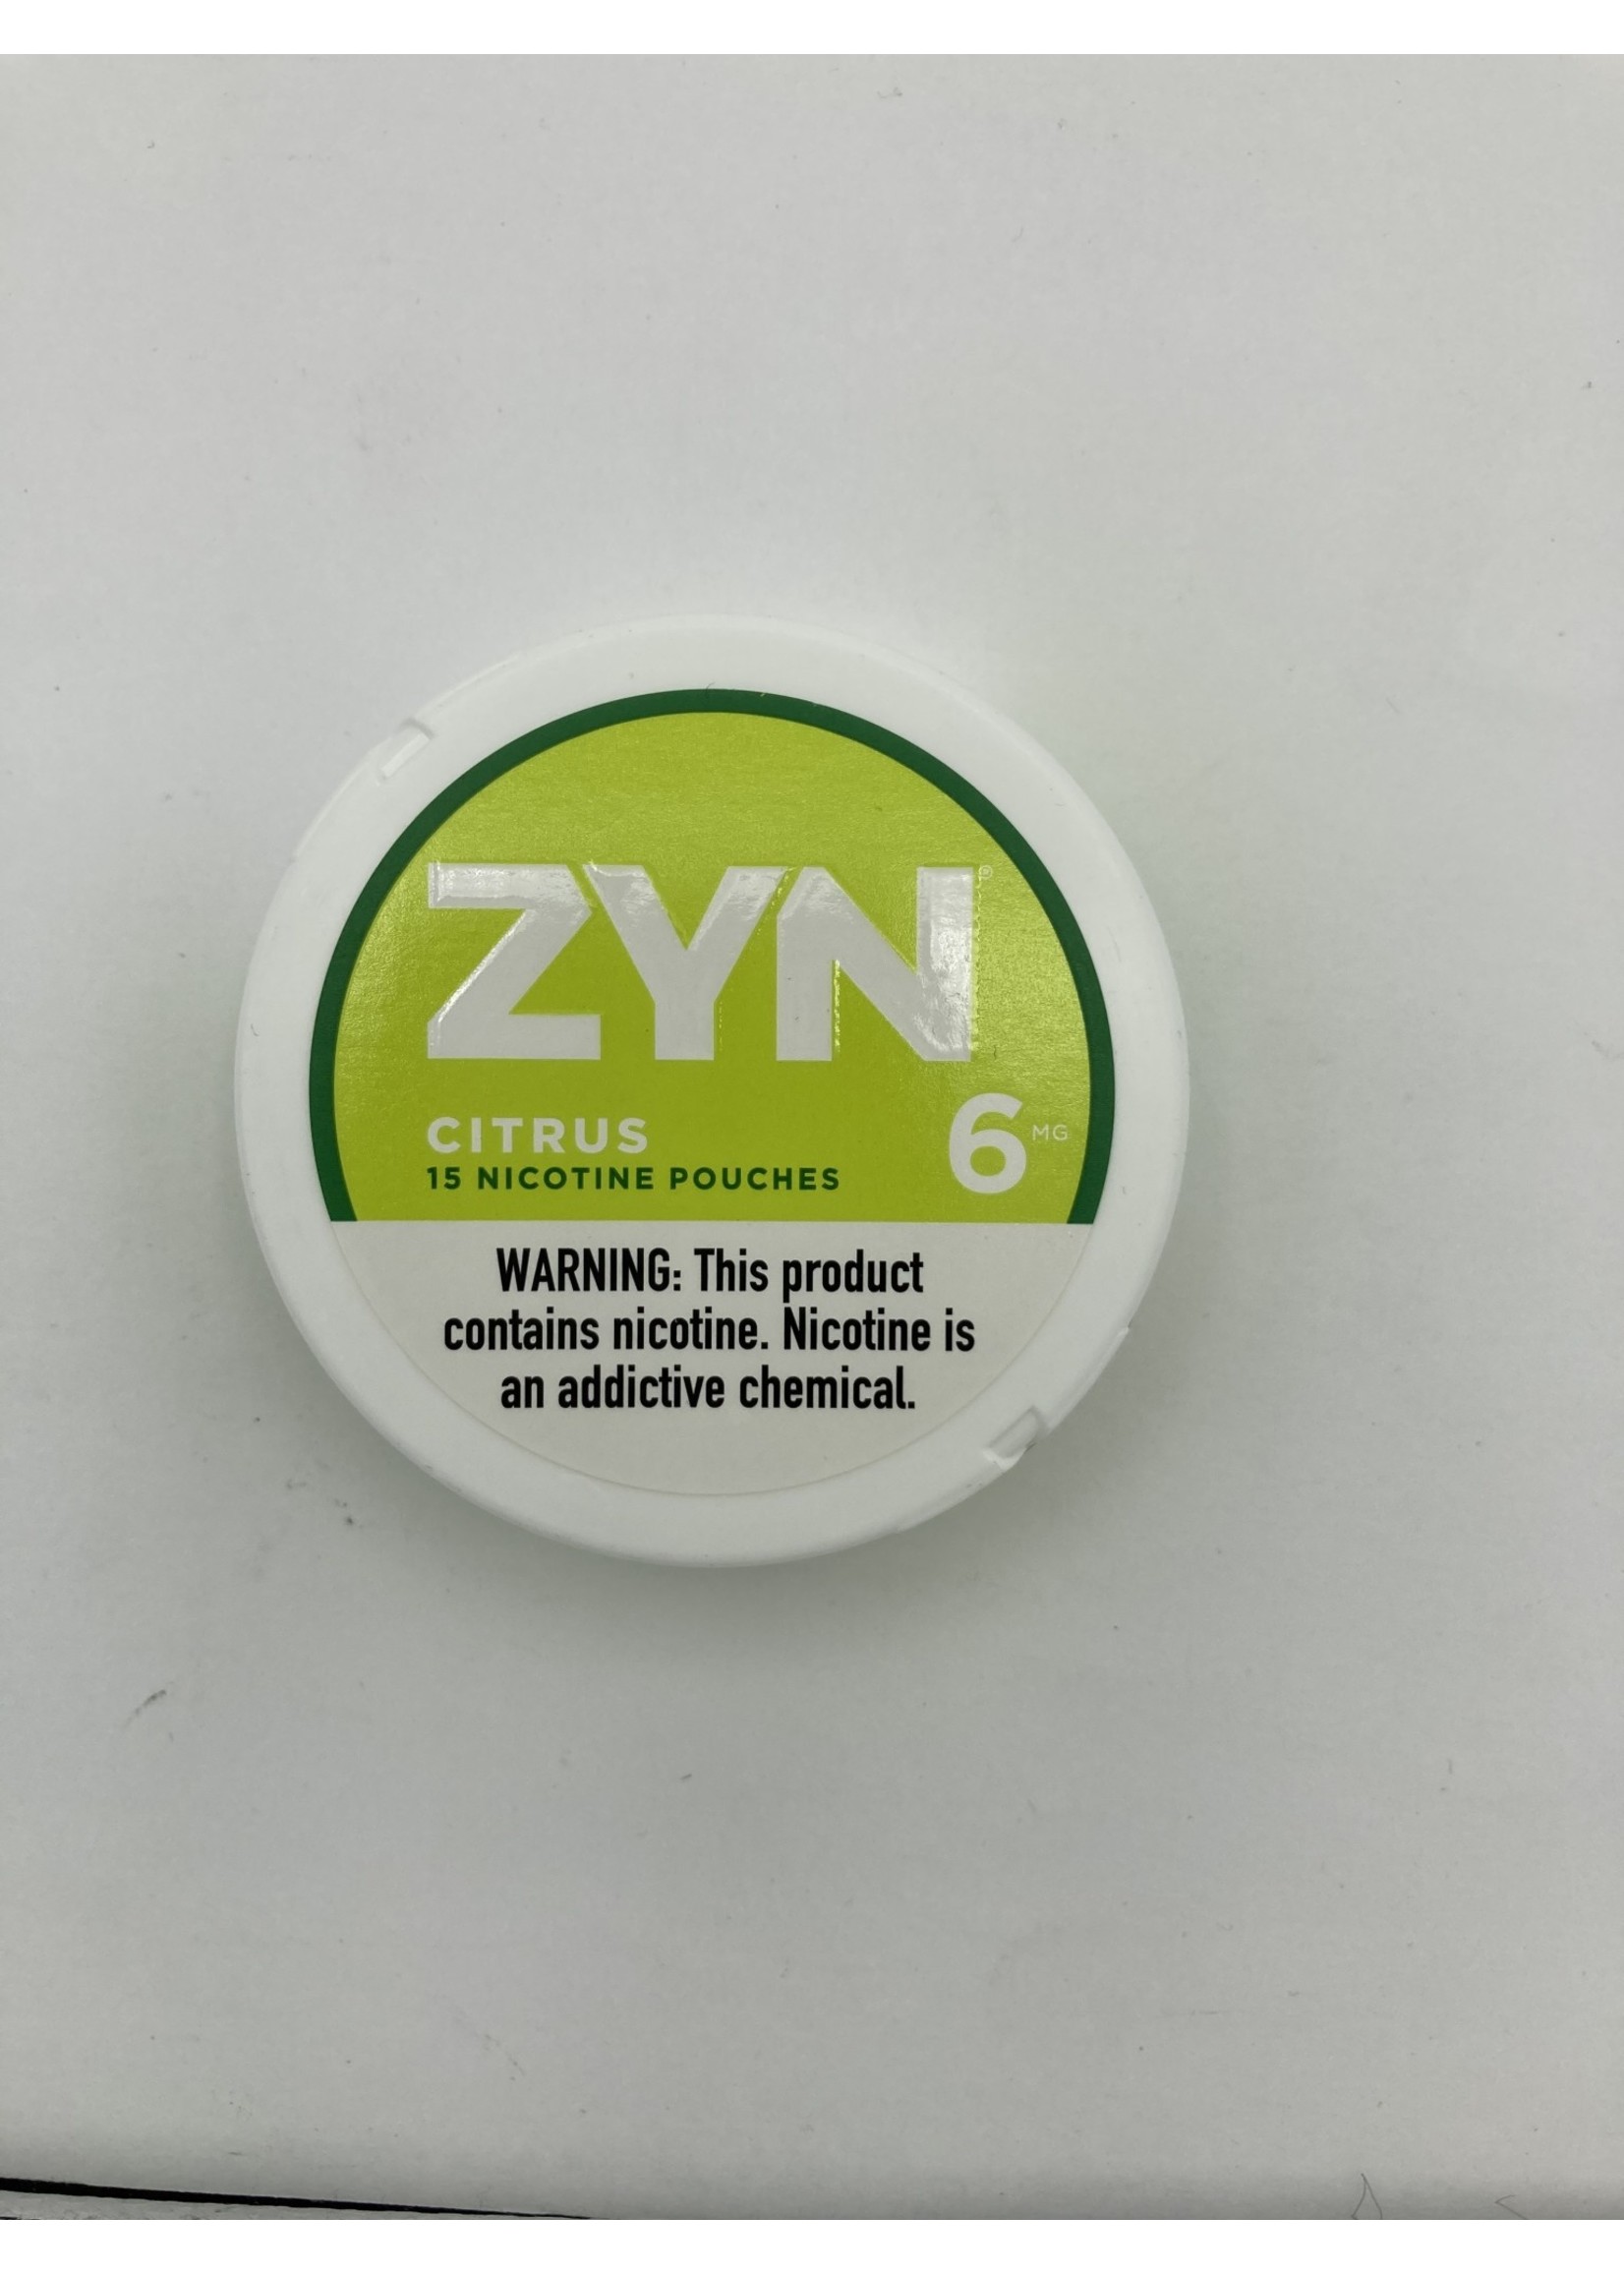 ZYN®
CITRUS
15 NICOTINE POUCHES
6 MG
WARNING: This product
contains nicotine. Nicotine is
an addictive chemical.